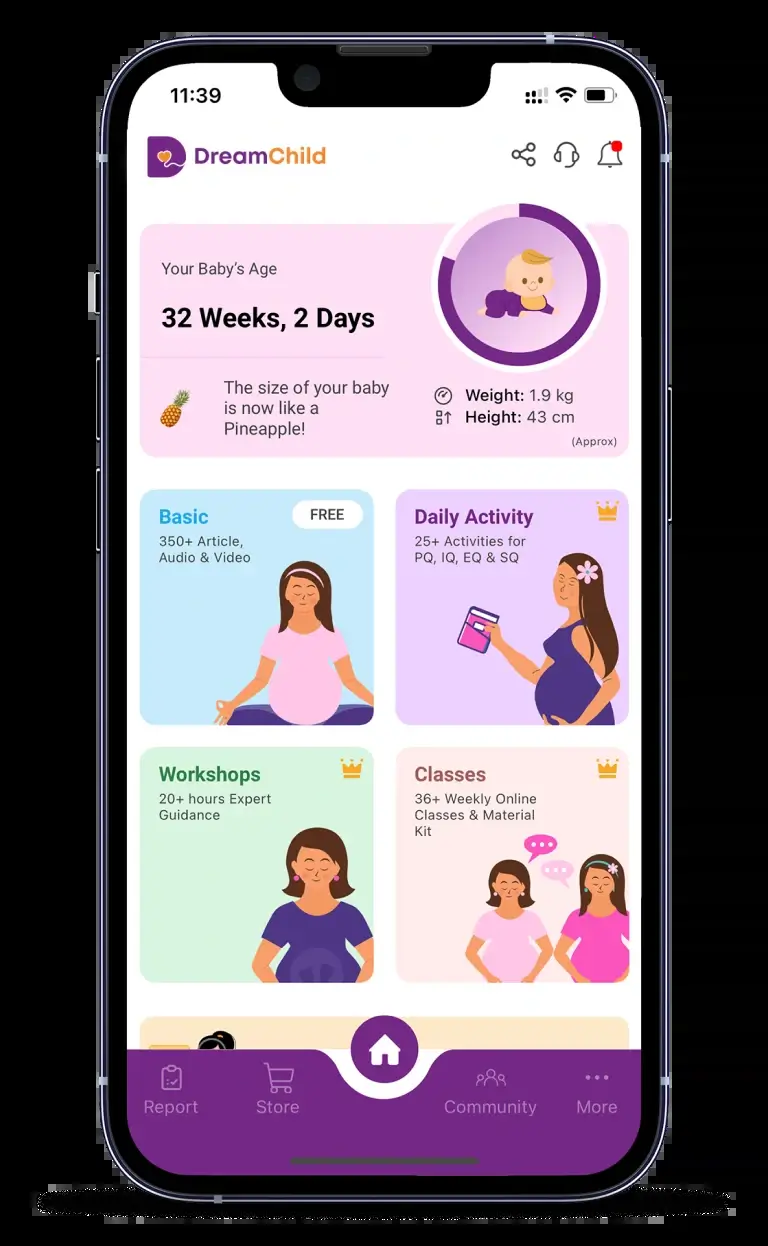 11:39
DreamChild
Your Baby's Age
32 Weeks, 2 Days
The size of your baby
is now like a
Pineapple!
Weight: 1.9 kg
Height: 43 cm
(Approx)
Basic
FREE
350+ Article,
Audio & Video
Daily Activity
25+ Activities for
PQ, IQ, EQ & SQ
Workshops
20+ hours Expert
Guidance
Classes
36+ Weekly Online
Classes & Material
Kit
Report
Store
Community
More